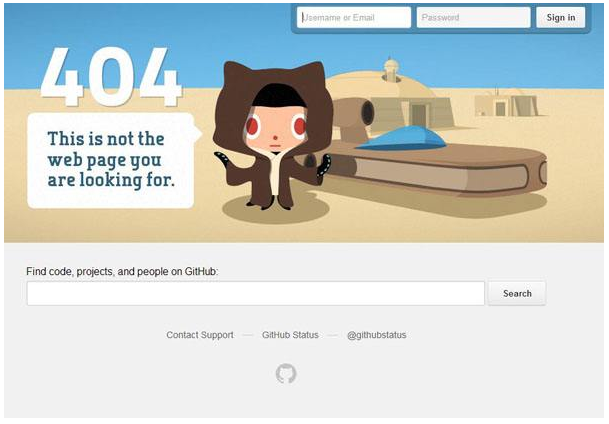 Username or Email Password Sign in
404
This is not the
web page you
are looking for.
Find code, projects, and people on GitHub:
Search
Contact Support — GitHub Status — @githubstatus